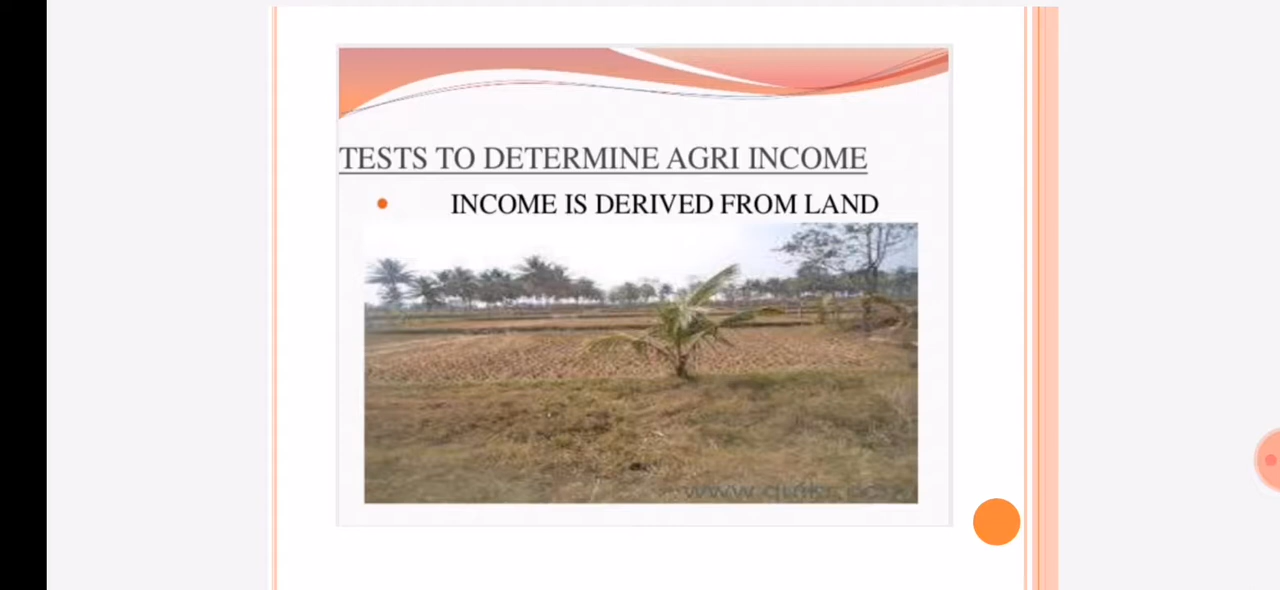 TESTS TO DETERMINE AGRI INCOME
INCOME IS DERIVED FROM LAND